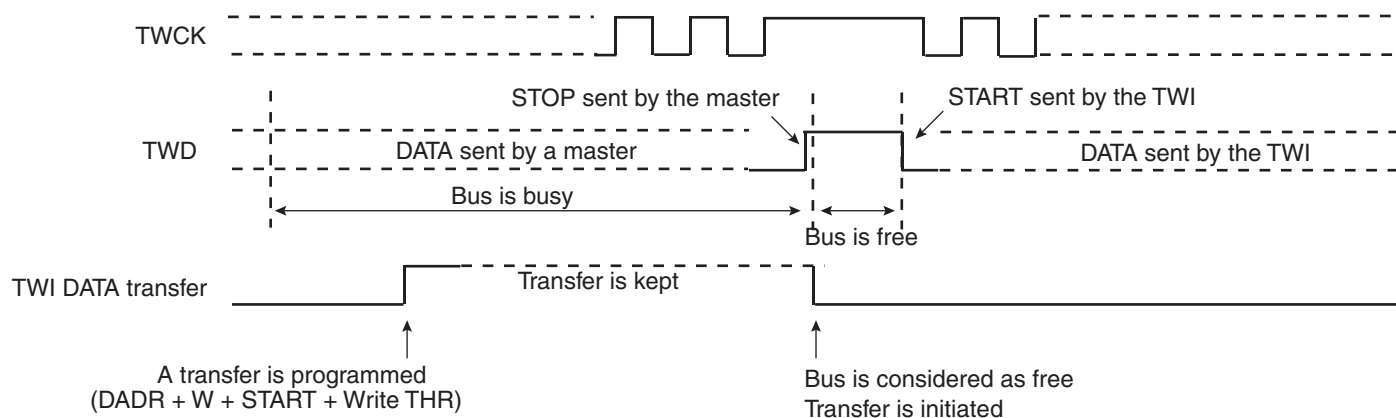 TWCK
STOP sent by the master
START sent by the TWI
TWD
DATA sent by a master
DATA sent by the TWI
Bus is busy
Bus is free
TWI DATA transfer
Transfer is kept
A transfer is programmed
(DADR + W + START + Write THR)
Bus is considered as free
Transfer is initiated